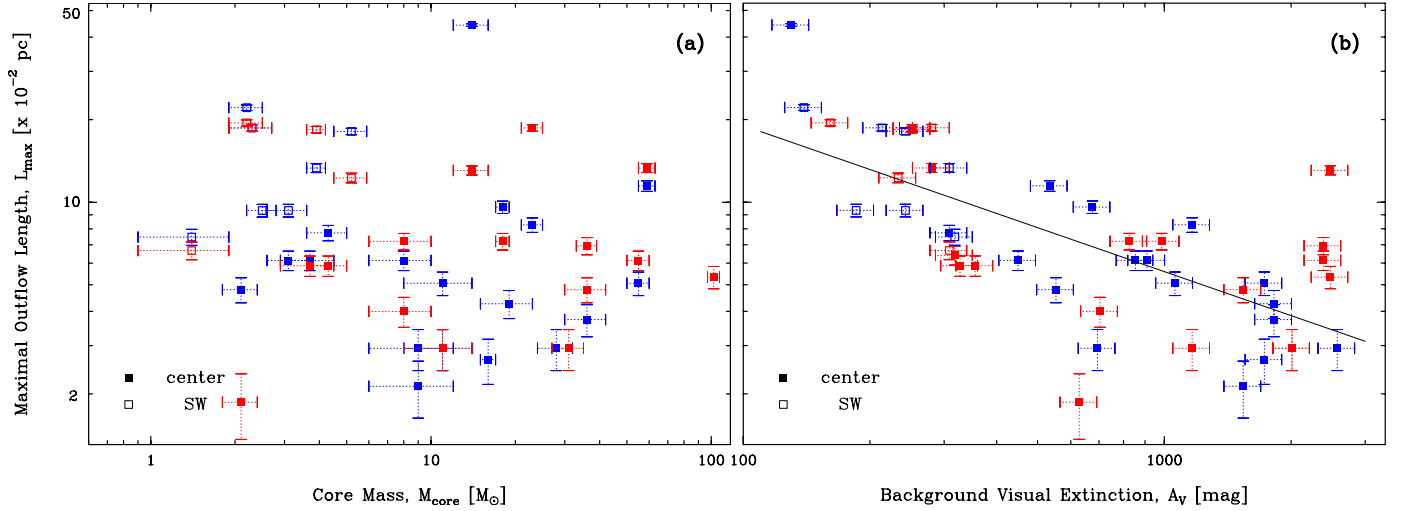 50
10
2
Maximal Outflow Length, Lmax [x 10−2 pc]
(a)
center
SW
1 10 100
Core Mass, Mcore [M⊙]
(b)
center
SW
100 1000
Background Visual Extinction, AV [mag]